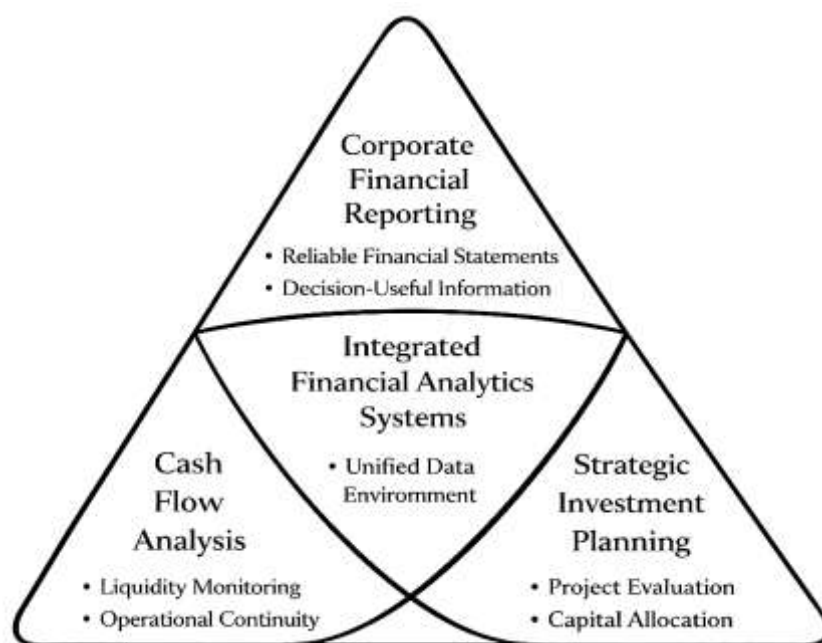 Corporate
Financial
Reporting
• Reliable Financial Statements
• Decision-Useful Information
Integrated
Financial Analytics
Systems
• Unified Data
Enviromment
Cash
Flow
Analysis
• Liquidity Monitoring
• Operational Continuity
Strategic
Investment
Planning
• Project Evaluation
• Capital Allocation